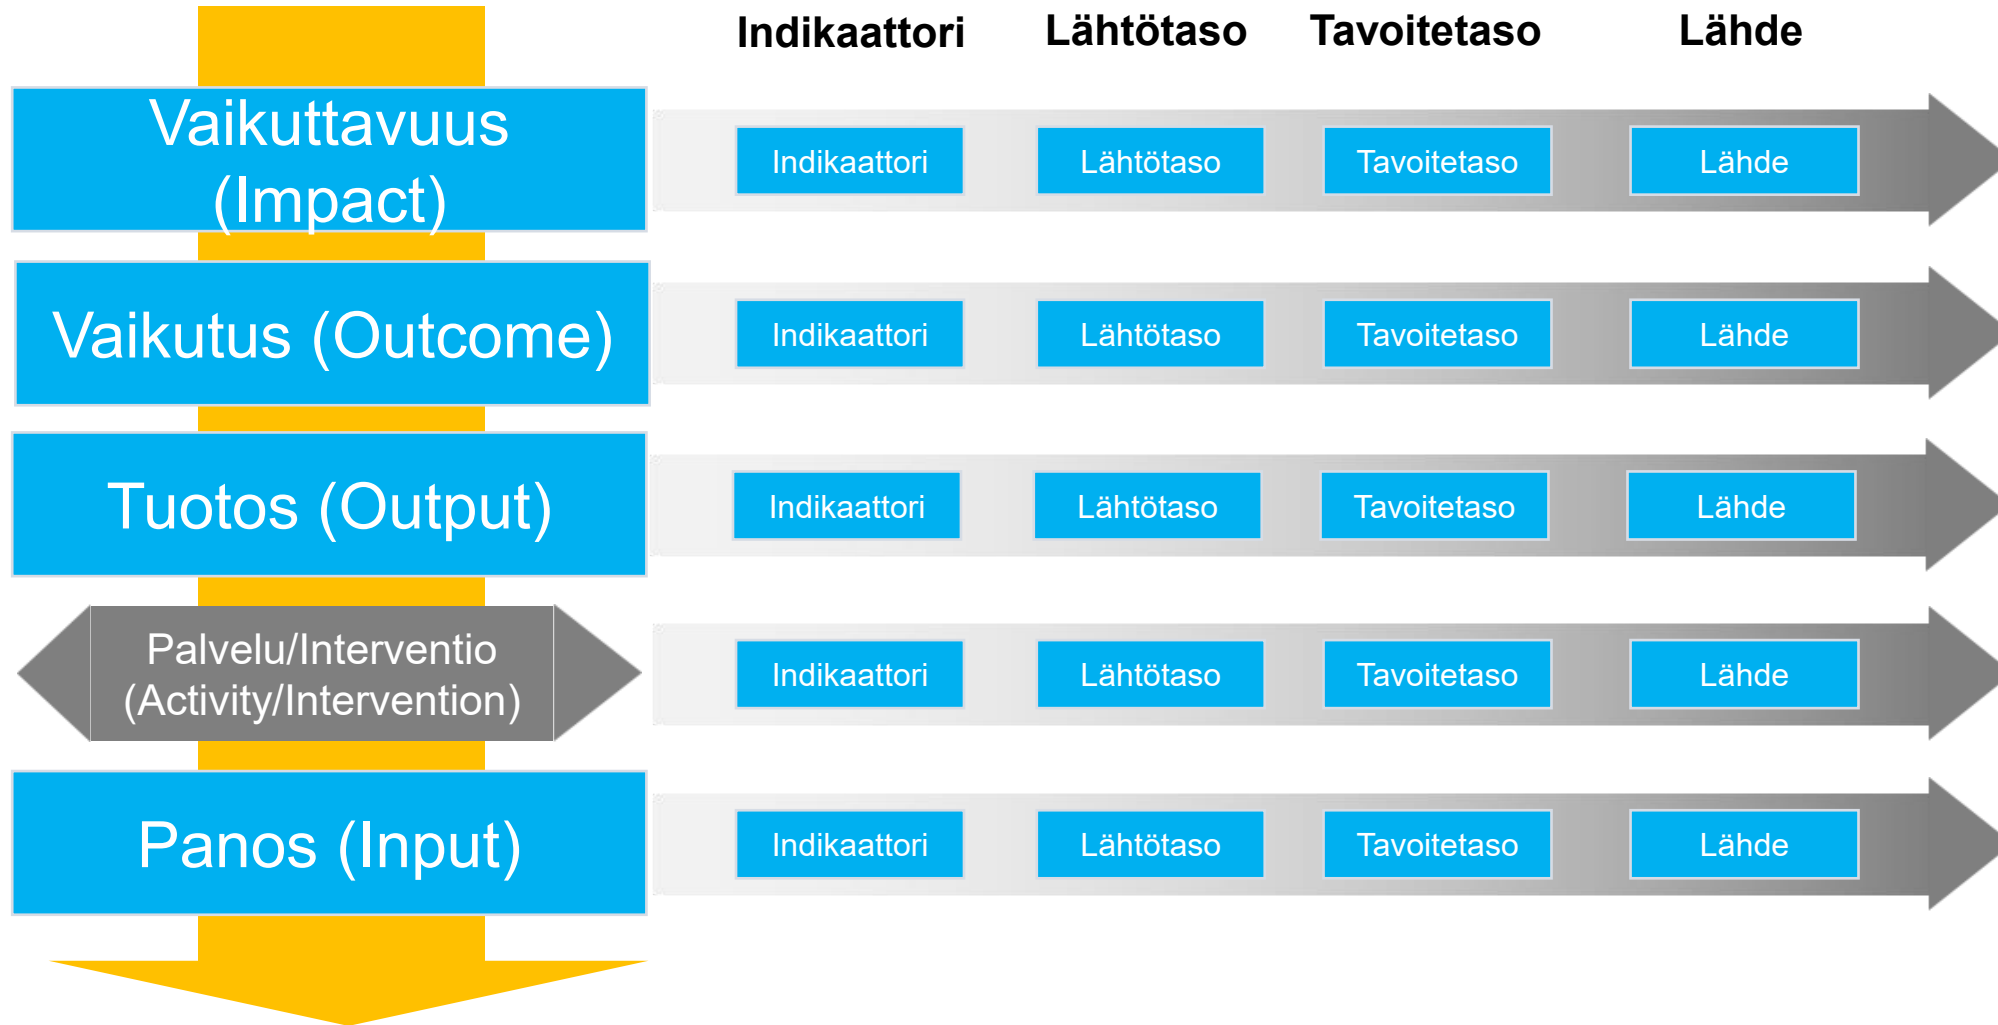 Indikaattori Lähtötaso Tavoitetaso Lähde
Vaikuttavuus
(Impact)
Indikaattori Lähtötaso Tavoitetaso Lähde
Vaikutus (Outcome)
Indikaattori Lähtötaso Tavoitetaso Lähde
Tuotos (Output)
Indikaattori Lähtötaso Tavoitetaso Lähde
Palvelu/Interventio
(Activity/Intervention)
Indikaattori Lähtötaso Tavoitetaso Lähde
Panos (Input)
Indikaattori Lähtötaso Tavoitetaso Lähde